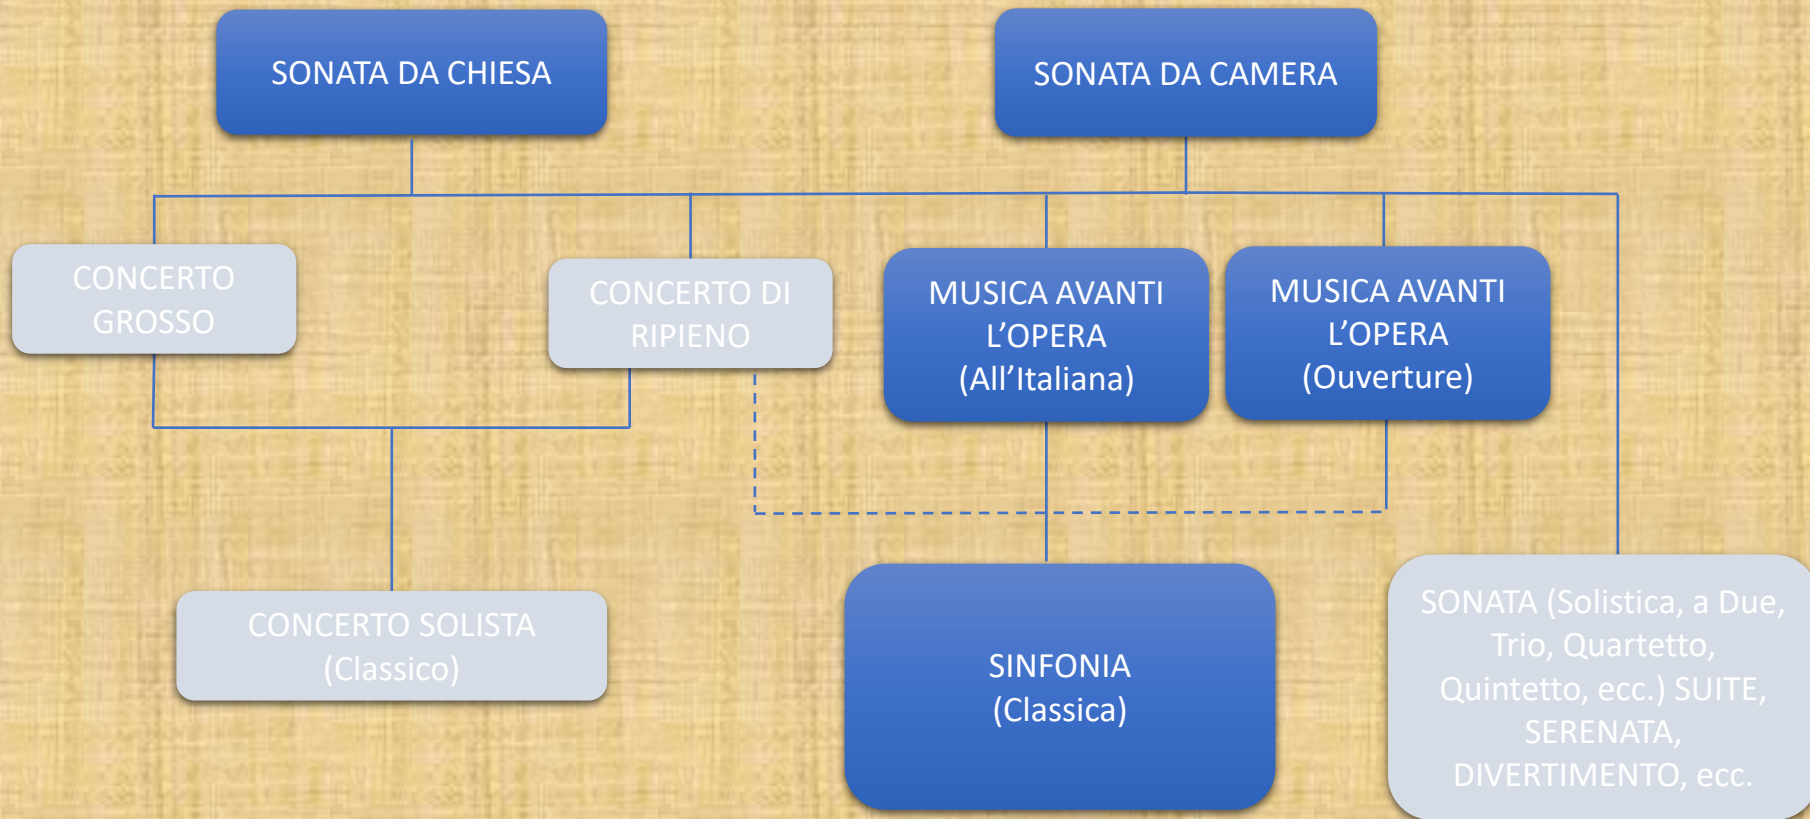 SONATA DA CHIESA
SONATA DA CAMERA
CONCERTO
GROSSO
CONCERTO DI
RIPIENO
MUSICA AVANTI
L’OPERA
(All’Italiana)
MUSICA AVANTI
L’OPERA
(Ouverture)
CONCERTO SOLISTA
(Classico)
SINFONIA
(Classica)
SONATA (Solistica, a Due,
Trio, Quartetto,
Quintetto, ecc.) SUITE,
SERENATA,
DIVERTIMENTO, ecc.